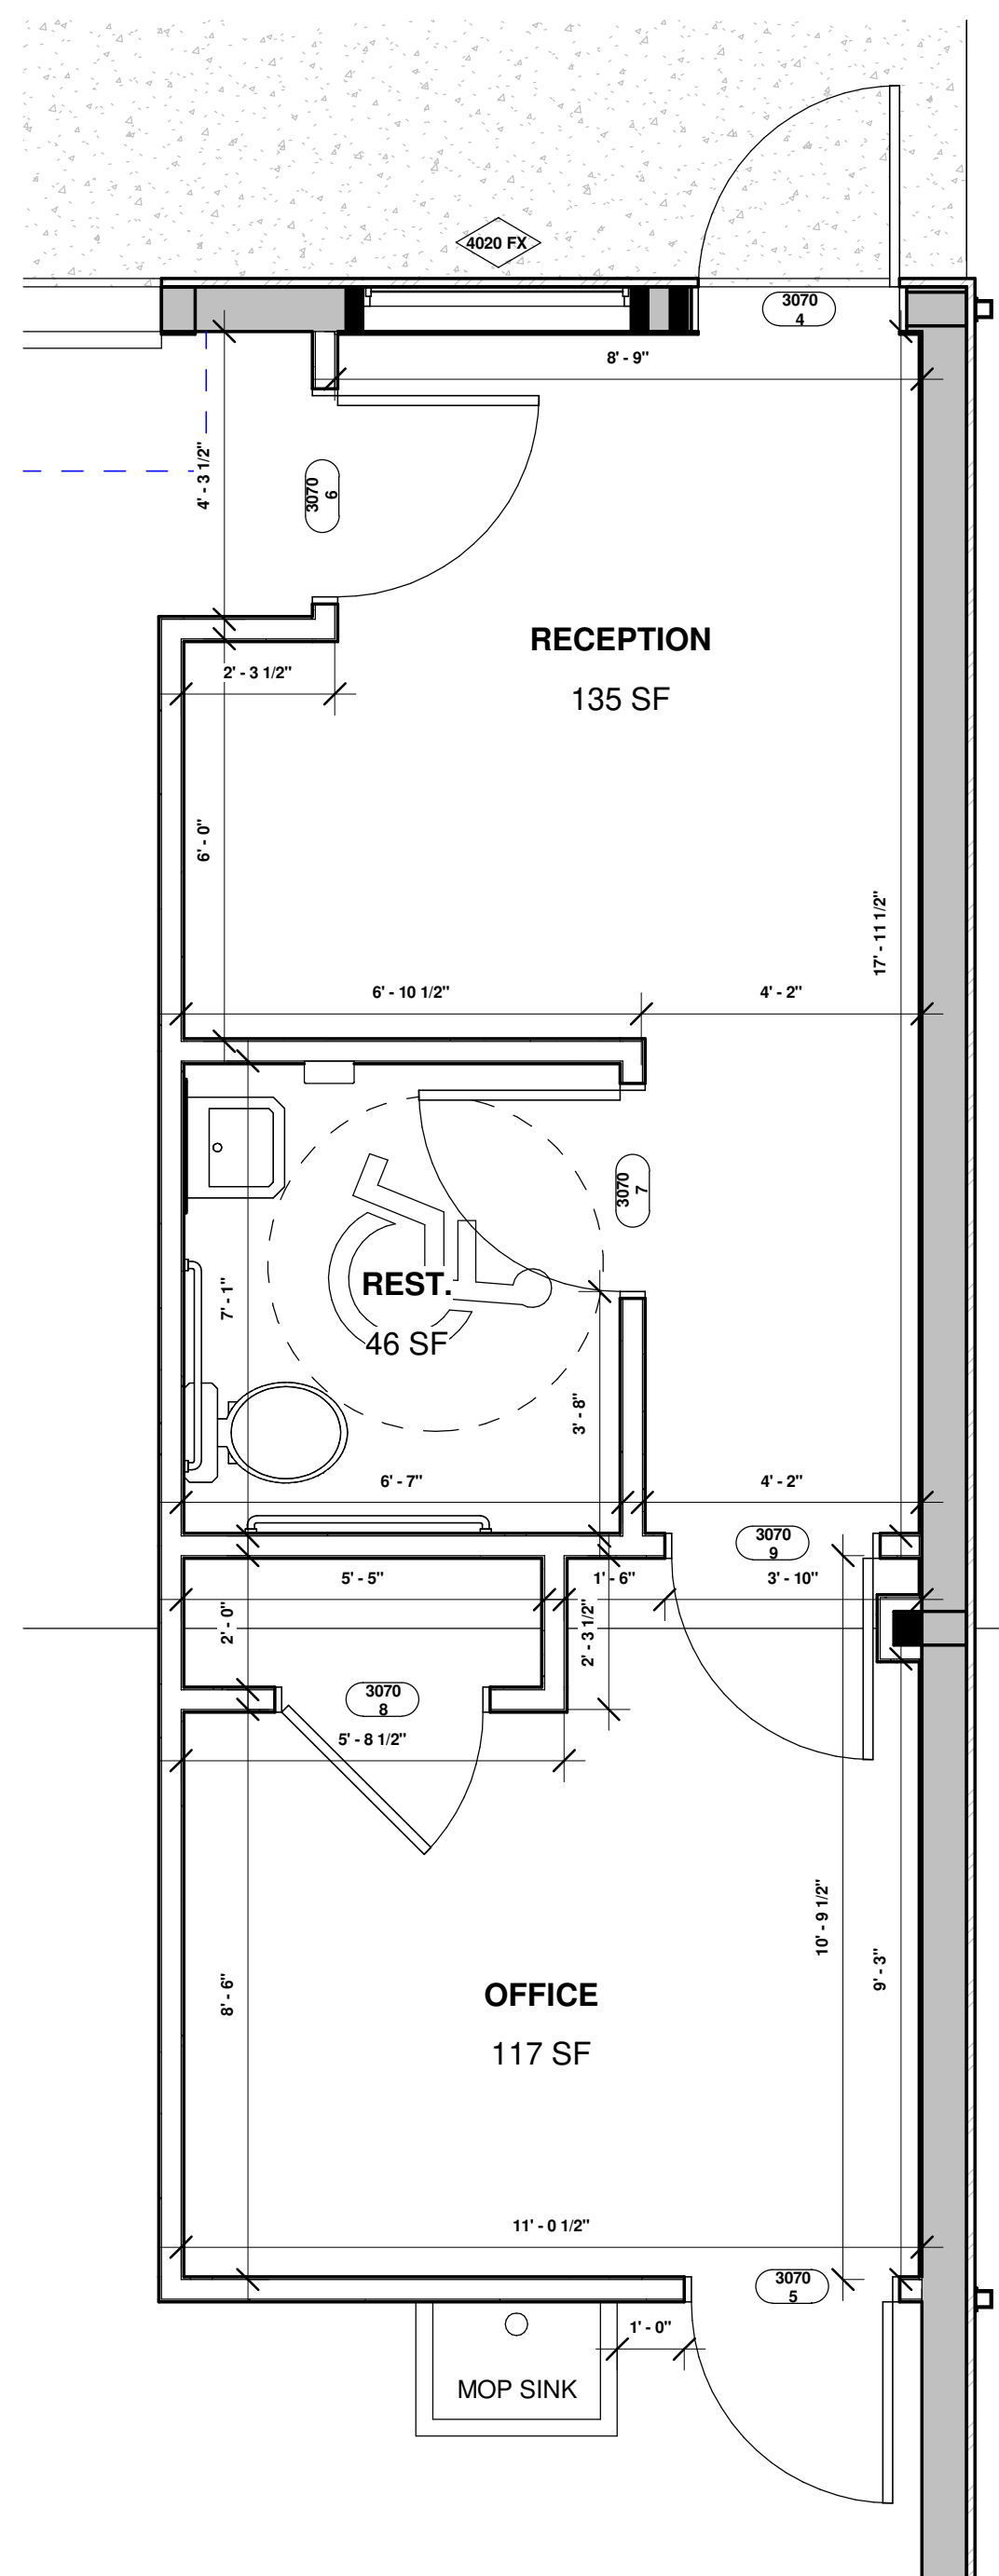 4020 FX
3070
4
8' - 9"
4' - 3 1/2"
3070
6
RECEPTION
135 SF
2' - 3 1/2"
6' - 0"
17' - 11 1/2"
6' - 10 1/2"
4' - 2"
3070
7
REST.
46 SF
7' - 1"
3' - 8"
6' - 7"
4' - 2"
3070
9
5' - 5"
1' - 6"
3' - 10"
2' - 0"
2' - 3 1/2"
3070
8
5' - 8 1/2"
10' - 9 1/2"
9' - 3"
8' - 6"
OFFICE
117 SF
11' - 0 1/2"
3070
5
1' - 0"
MOP SINK